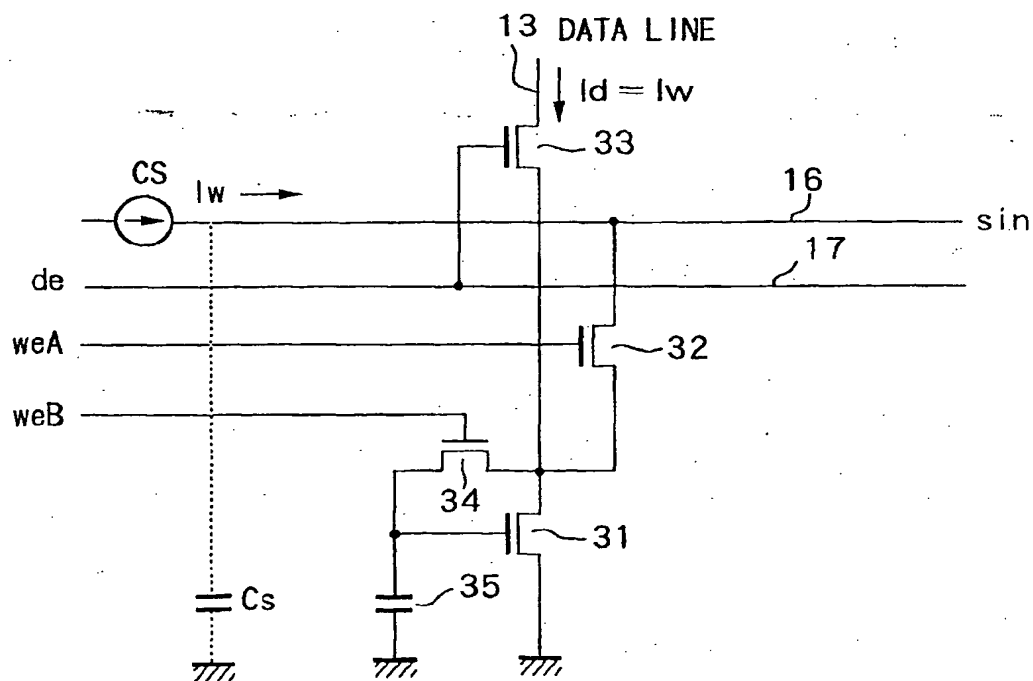 13 DATA LINE
Id = Iw
33
CS
Iw
16
sin
de
17
weA
32
weB
34
31
35
Cs